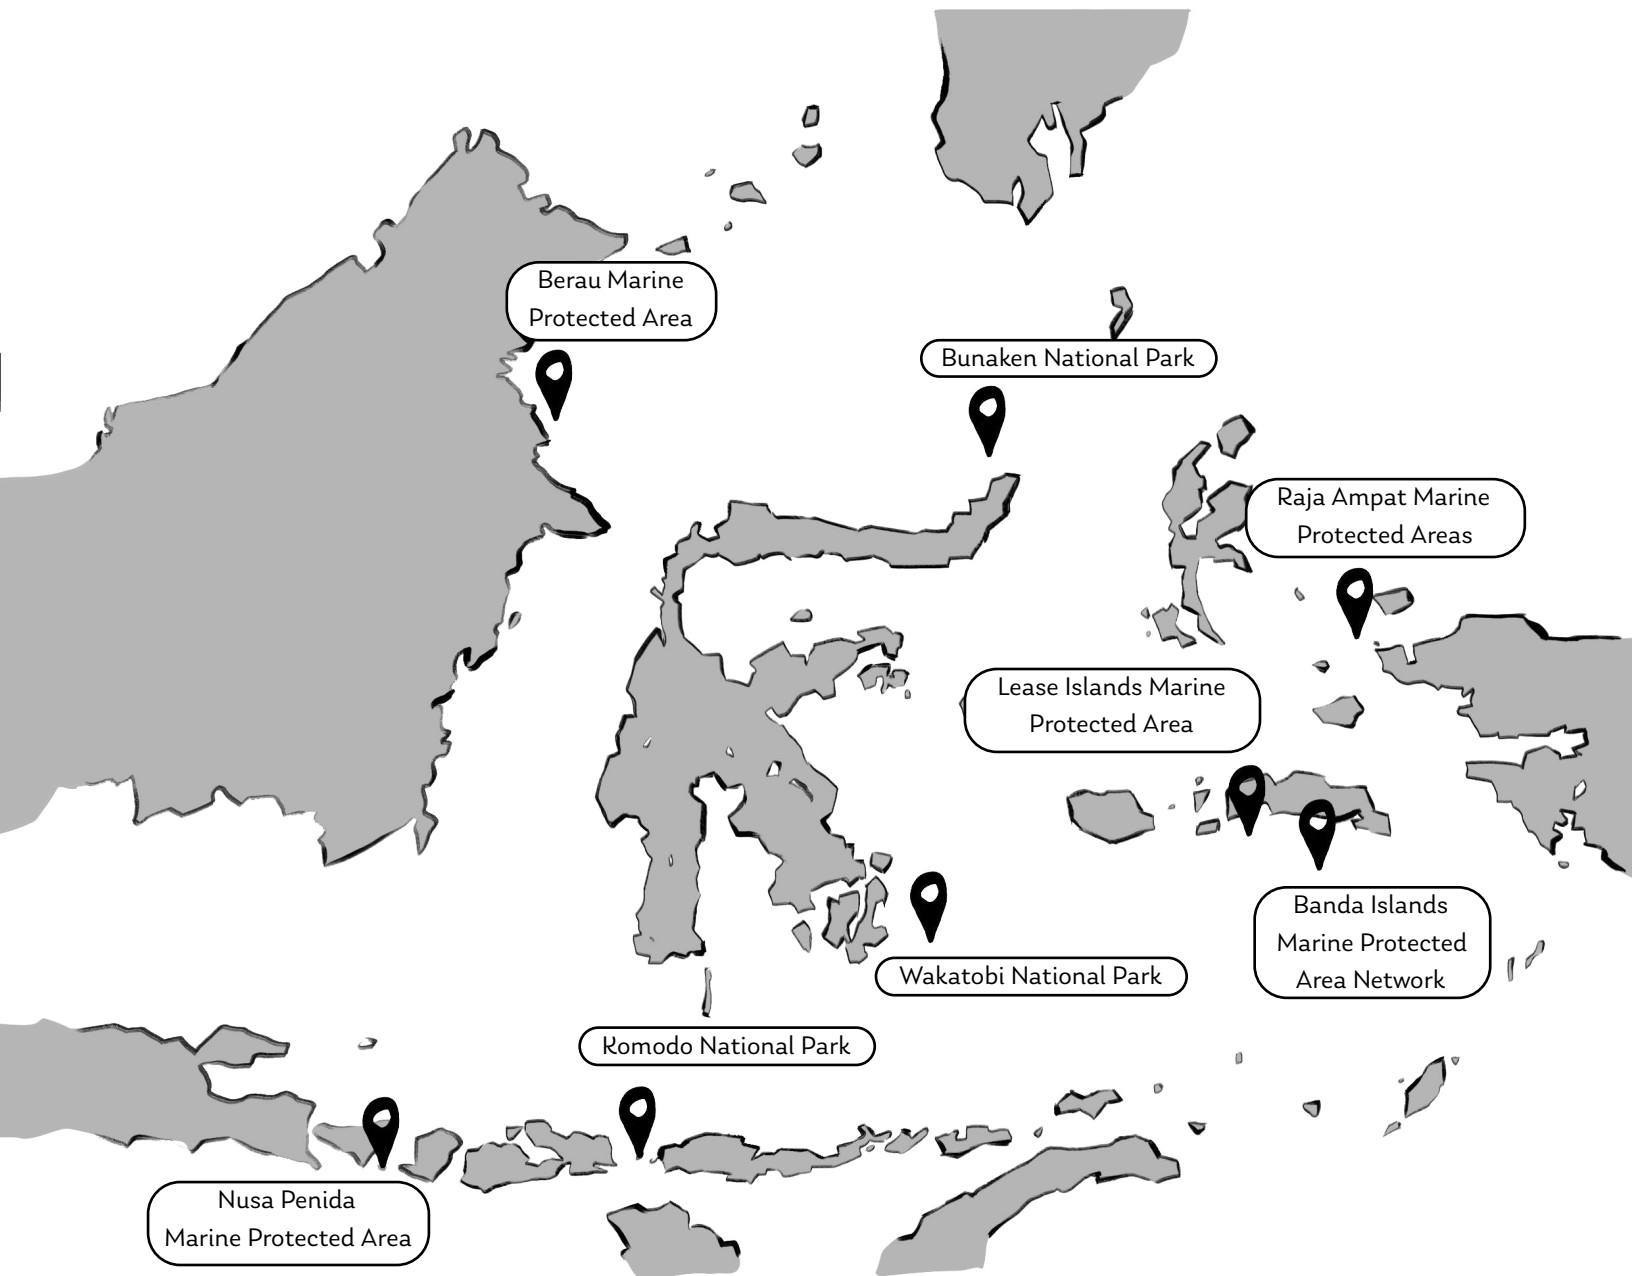 Berau Marine
Protected Area
Bunaken National Park
Raja Ampat Marine
Protected Areas
Lease Islands Marine
Protected Area
Banda Islands
Marine Protected
Area Network
Wakatobi National Park
Komodo National Park
Nusa Penida
Marine Protected Area